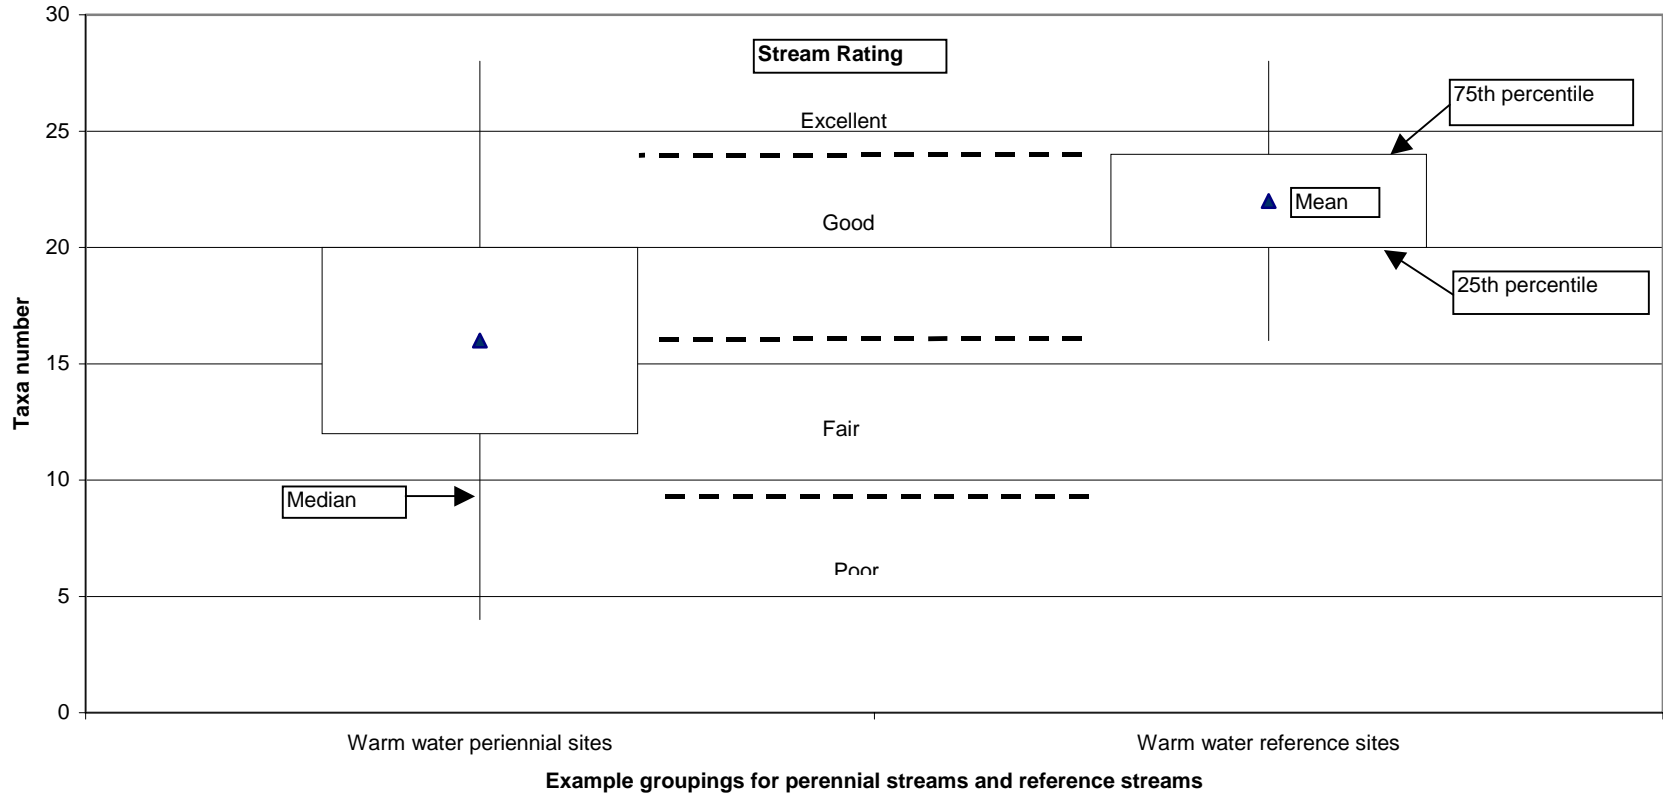 30
Stream Rating
75th percentile
Excellent
25
Mean
Good
20
25th percentile
15
Fair
10
Median
Poor
5
0
Taxa number
Warm water periennial sites
Warm water reference sites
Example groupings for perennial streams and reference streams